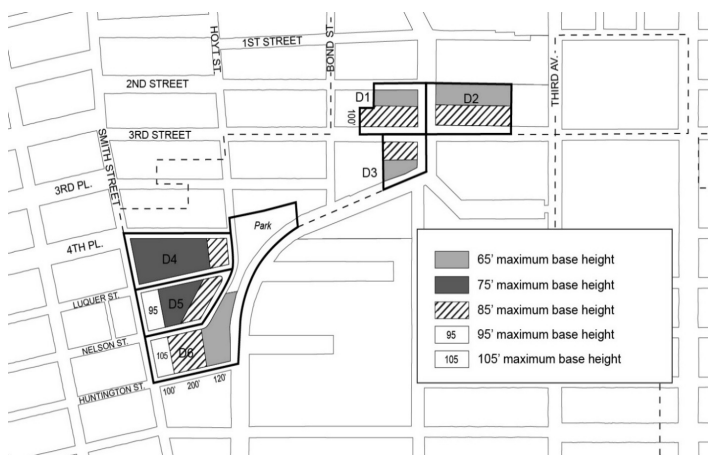 HOYT ST.
BOND ST.
THIRD AV.
1ST STREET
2ND STREET
D1
D2
100'
3RD STREET
SMITH STREET
D3
3RD PL.
Park
4TH PL.
D4
65' maximum base height
75' maximum base height
LUQUER ST.
D5
95
85' maximum base height
95 95' maximum base height
NELSON ST.
D6
105
105 105' maximum base height
HUNTINGTON ST.
100' 200' 120'